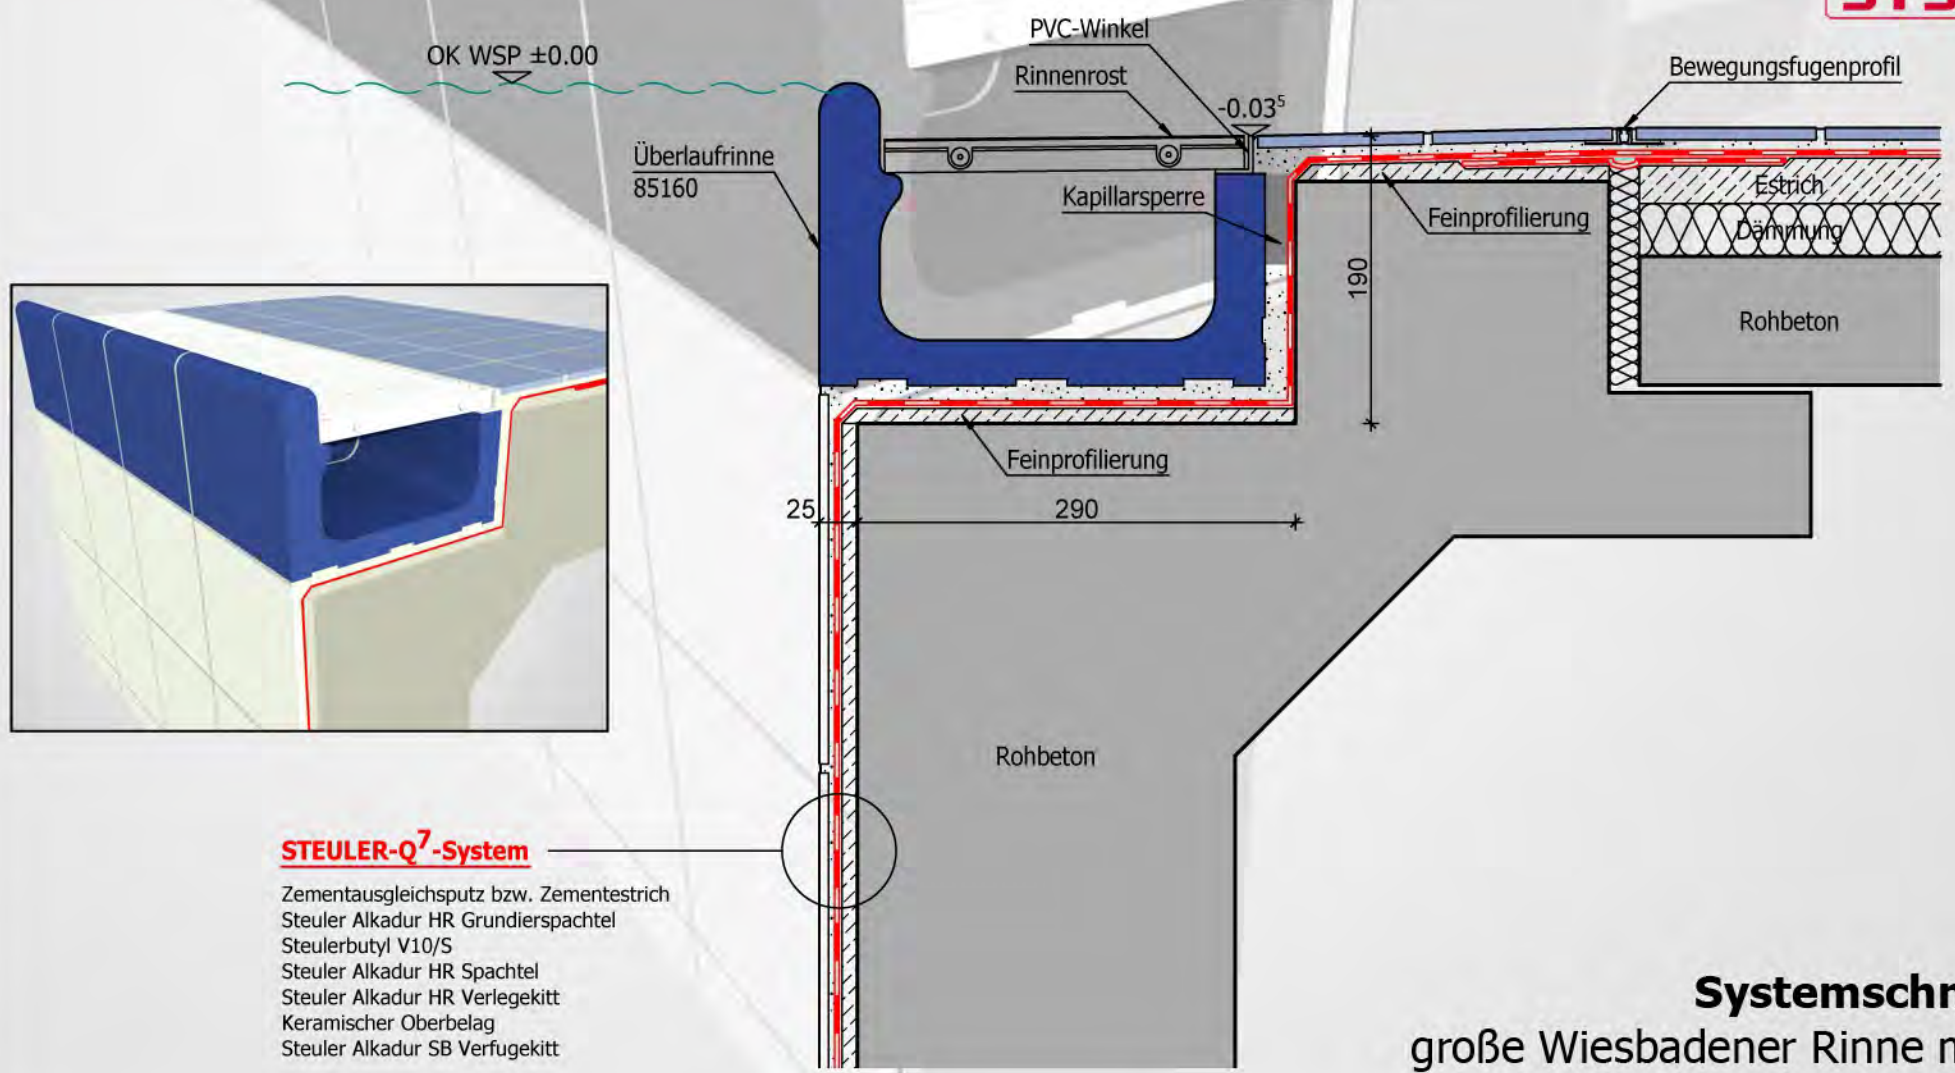 OK WSP ±0.00
PVC-Winkel
Rinnenrost
-0.03⁵
Bewegungsfugenprofil
Überlaufrinne
85160
Kapillarsperre
Feinprofilierung
Estrich
Dämmung
190
Rohbeton
Feinprofilierung
25
290
Rohbeton
STEULER-Q⁷-System
Zementausgleichsputz bzw. Zementestrich
Steuler Alkadur HR Grundierspachtel
Steulerbutyl V10/S
Steuler Alkadur HR Spachtel
Steuler Alkadur HR Verlegekitt
Keramischer Oberbelag
Steuler Alkadur SB Verfugekitt
Systemschn
große Wiesbadener Rinne